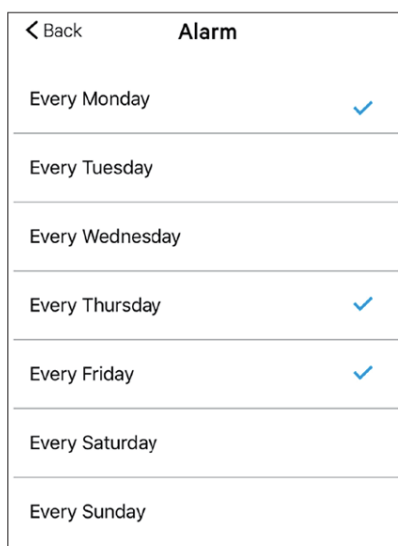 Back Alarm
Every Monday
Every Tuesday
Every Wednesday
Every Thursday
Every Friday
Every Saturday
Every Sunday